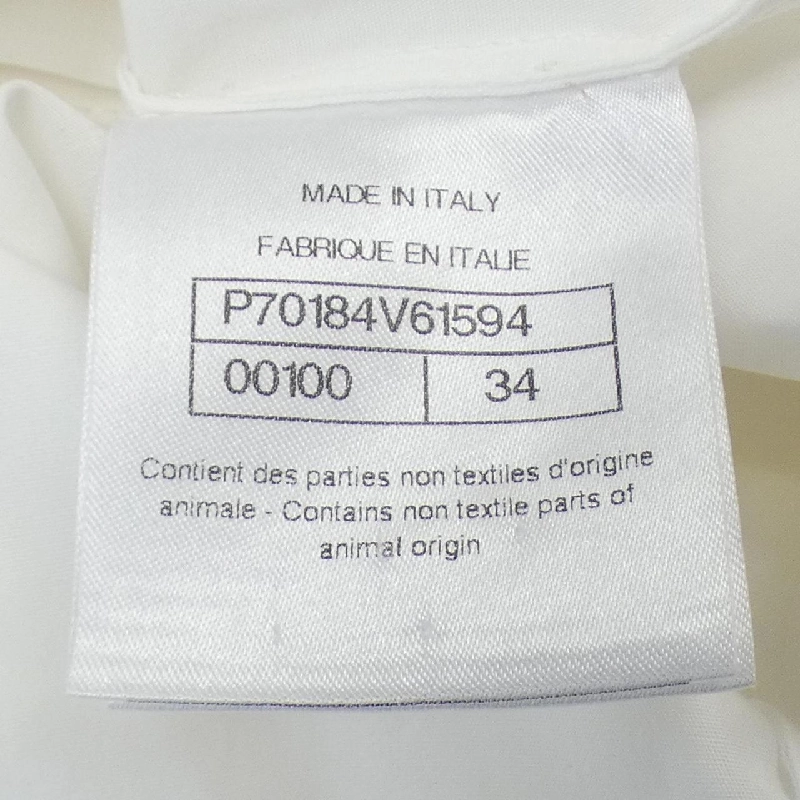 MADE IN ITALY
FABRIQUE EN ITALIE
P70184V61594
00100 34
Contient des parties non textiles d'origine
animale - Contains non textile parts of
animal origin